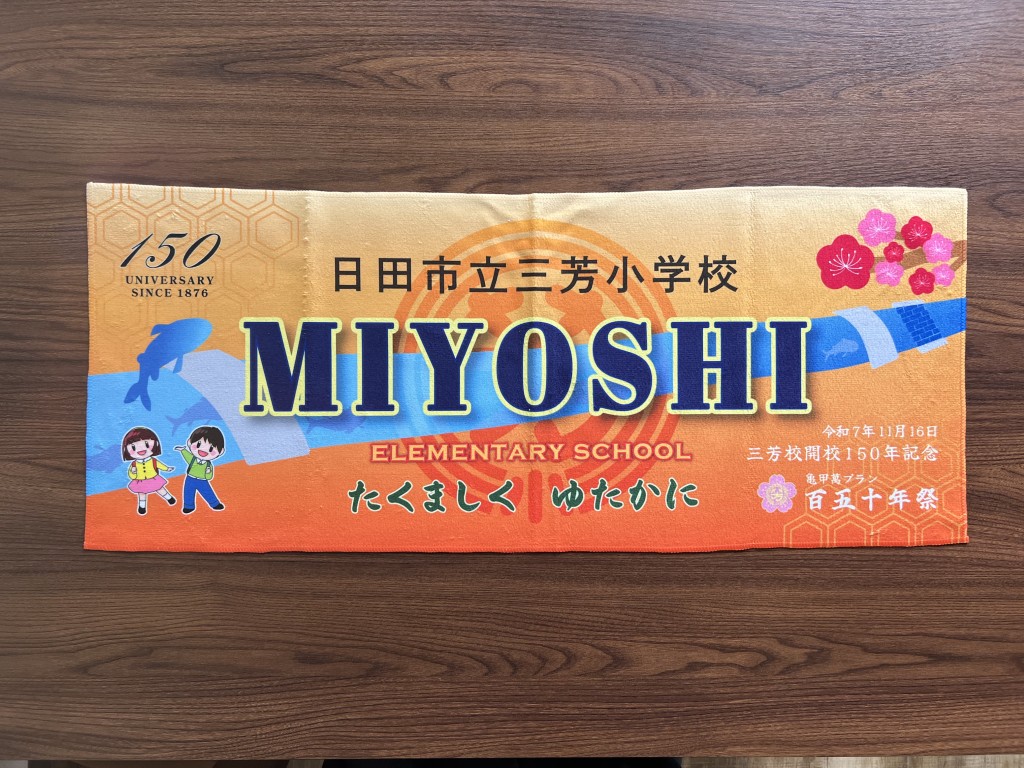 150
UNIVERSARY
SINCE 1876
日田市立三芳小学校
MIYOSHI
ELEMENTARY SCHOOL
たくましく ゆたかに
令和7年11月16日
三芳校開校150年記念
亀甲萬プラン
百五十年祭